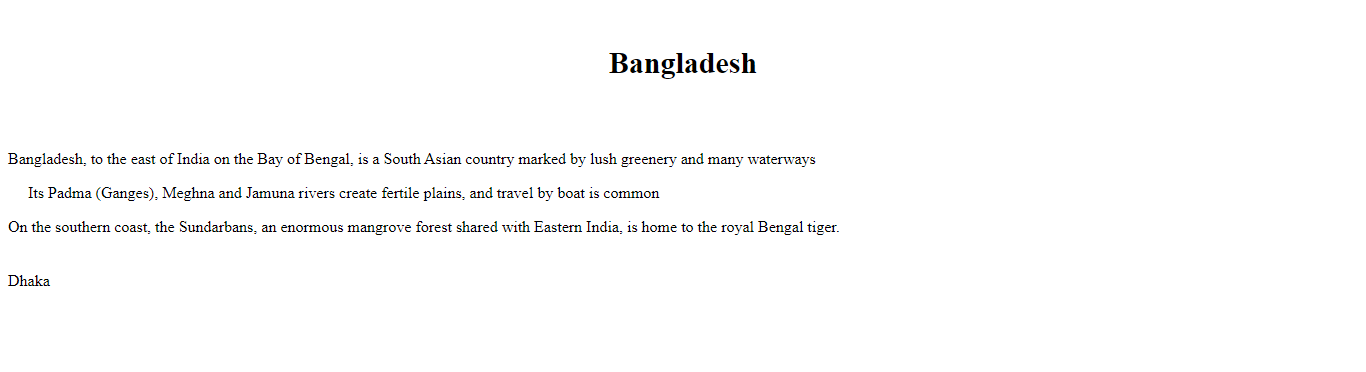 Bangladesh
Bangladesh, to the east of India on the Bay of Bengal, is a South Asian country marked by lush greenery and many waterways
Its Padma (Ganges), Meghna and Jamuna rivers create fertile plains, and travel by boat is common
On the southern coast, the Sundarbans, an enormous mangrove forest shared with Eastern India, is home to the royal Bengal tiger.
Dhaka